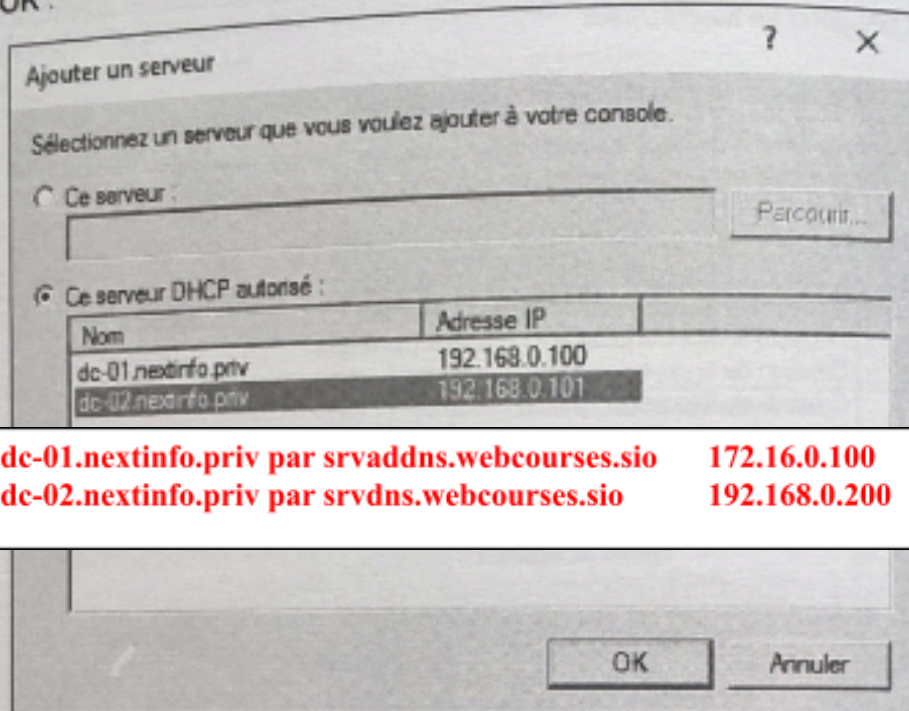 OK :
Ajouter un serveur ? ×
Sélectionnez un serveur que vous voulez ajouter à votre console.
Ce serveur :
Parcourir...
Ce serveur DHCP autorisé :
Nom Adresse IP
dc-01.nextinfo.priv 192.168.0.100
dc-02.nextinfo.priv 192.168.0.101
dc-01.nextinfo.priv par srvaddns.webcourses.sio 172.16.0.100
dc-02.nextinfo.priv par srvdns.webcourses.sio 192.168.0.200
OK Annuler